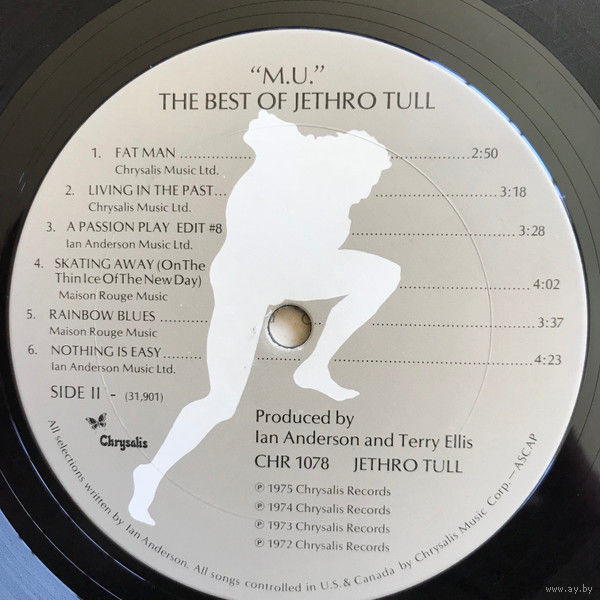 “M.U.”
THE BEST OF JETHRO TULL
1. FAT MAN ........ 2:50
Chrysalis Music Ltd.
2. LIVING IN THE PAST... ........ 3:18
Chrysalis Music Ltd.
3. A PASSION PLAY EDIT #8 ........ 3:28
Ian Anderson Music Ltd.
4. SKATING AWAY (On The
Thin Ice Of The New Day) ........ 4:02
Maison Rouge Music
5. RAINBOW BLUES ........ 3:37
Maison Rouge Music
6. NOTHING IS EASY ........ 4:23
Ian Anderson Music Ltd.
SIDE II - (31,901)
Chrysalis
Produced by
Ian Anderson and Terry Ellis
CHR 1078 JETHRO TULL
℗ 1975 Chrysalis Records
℗ 1974 Chrysalis Records
℗ 1973 Chrysalis Records
℗ 1972 Chrysalis Records
All selections written by Ian Anderson. All songs controlled in U.S. & Canada by Chrysalis Music Corp. — ASCAP
www.ay.by